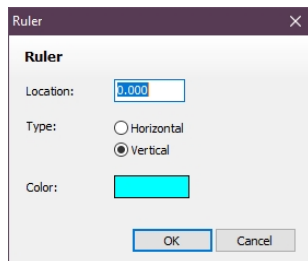 Ruler
Ruler
Location: 0.000
Type: Horizontal
Vertical
Color:
OK Cancel